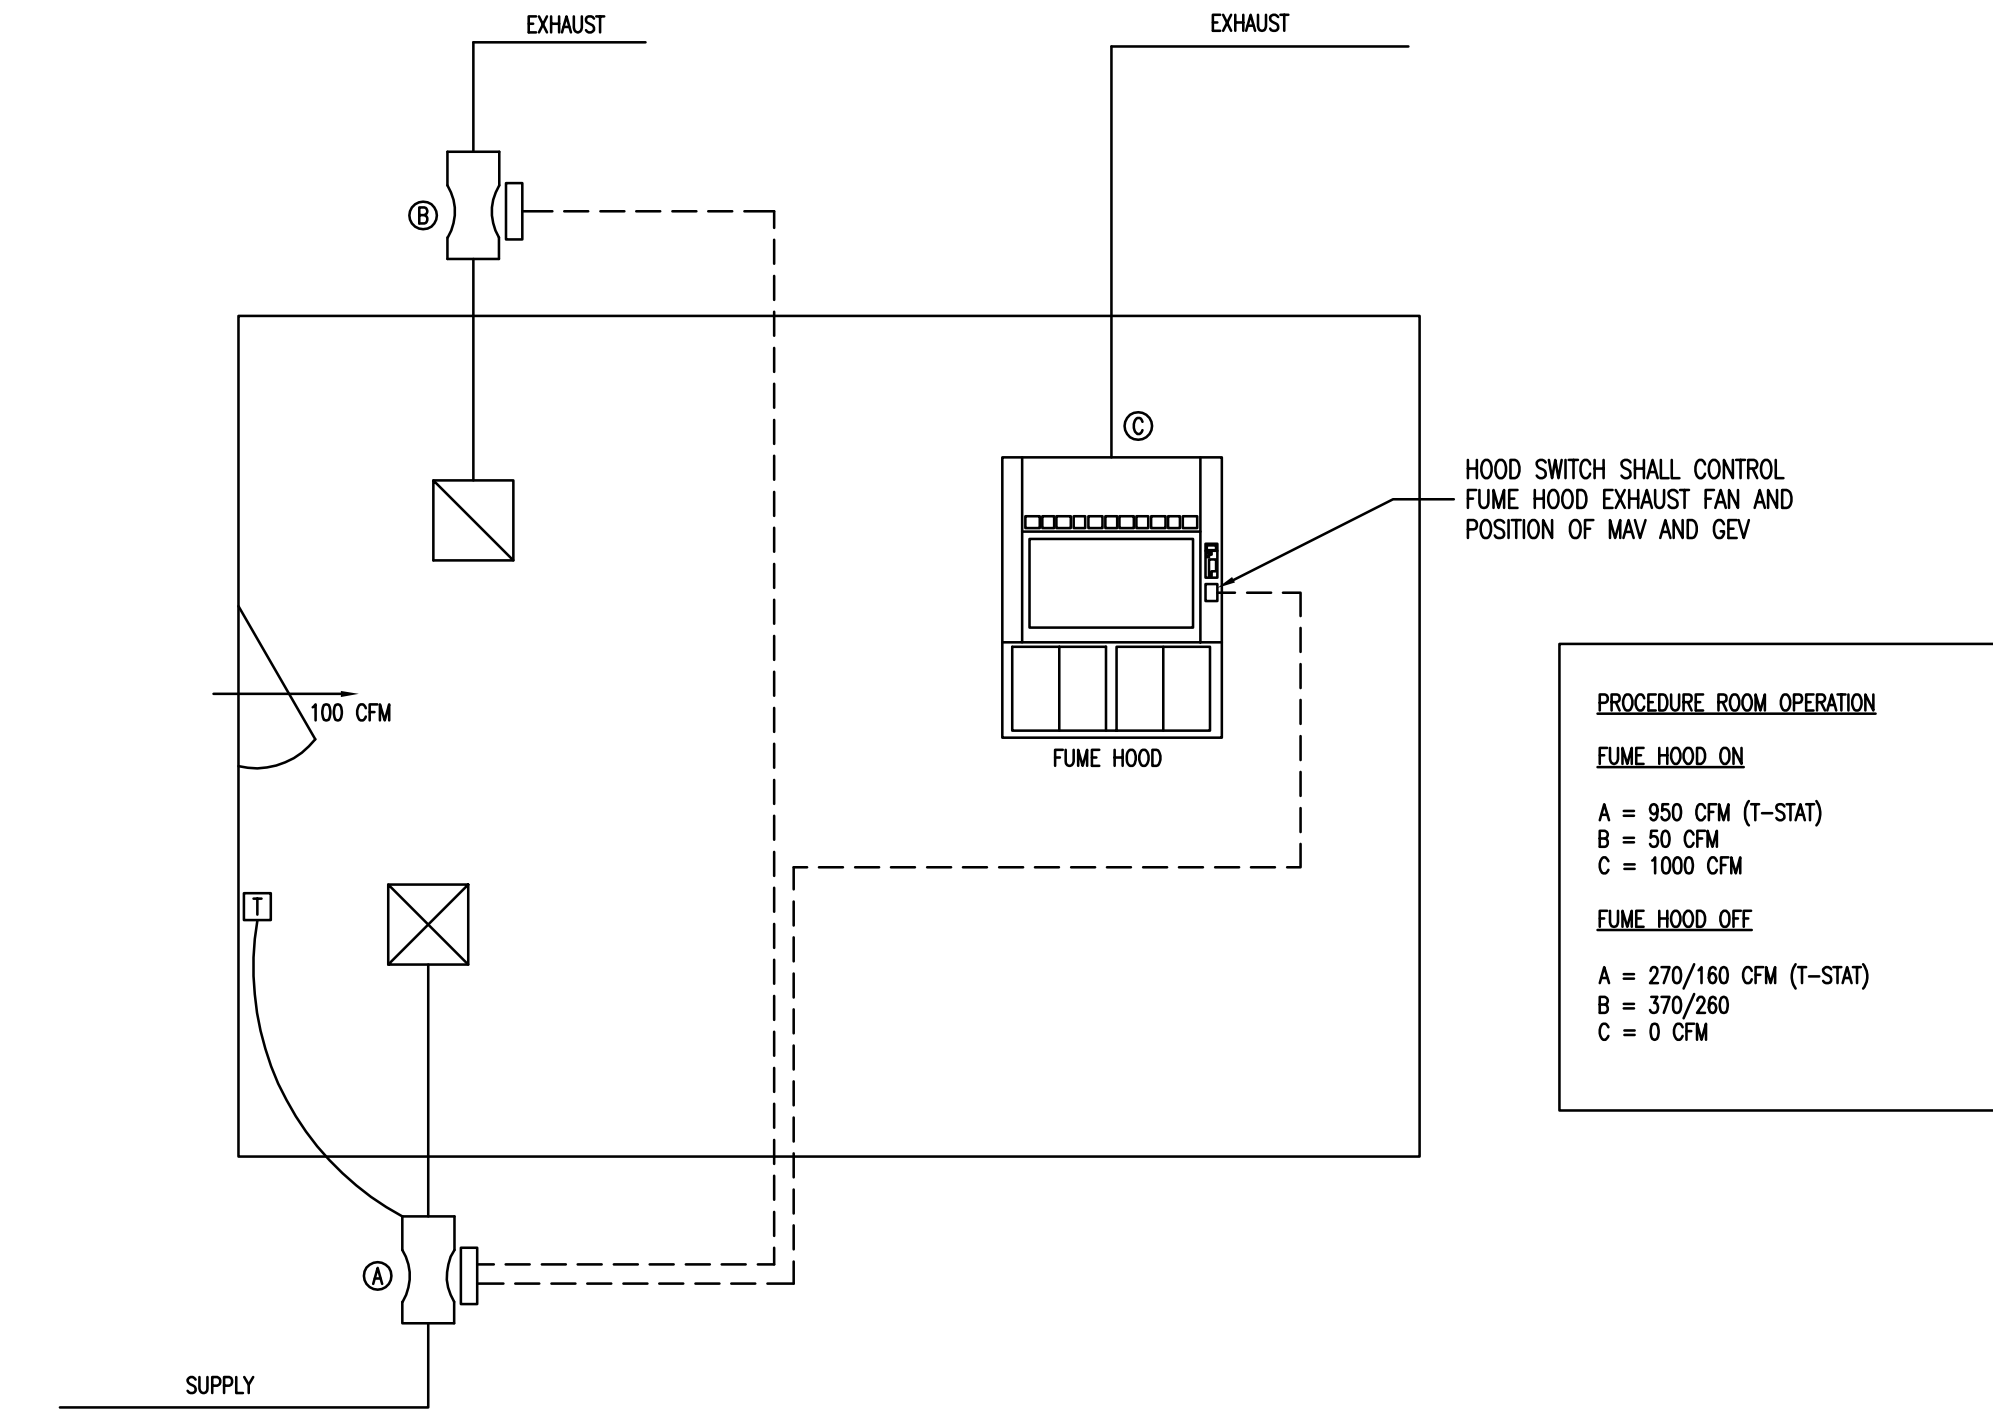 EXHAUST
EXHAUST
B
C
HOOD SWITCH SHALL CONTROL
FUME HOOD EXHAUST FAN AND
POSITION OF MAV AND GEV
100 CFM
FUME HOOD
T
A
SUPPLY
PROCEDURE ROOM OPERATION
FUME HOOD ON
A = 950 CFM (T-STAT)
B = 50 CFM
C = 1000 CFM
FUME HOOD OFF
A = 270/160 CFM (T-STAT)
B = 370/260
C = 0 CFM